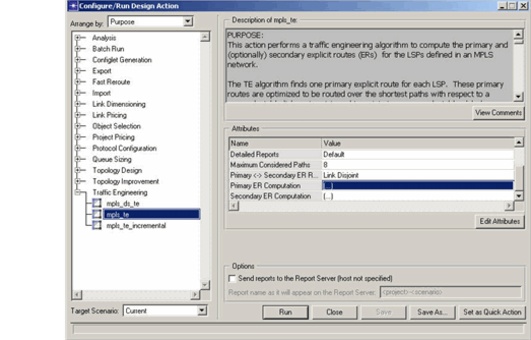 Configure/Run Design Action
Arrange by: Purpose
Analysis
Batch Run
Configlet Generation
Export
Fast Reroute
Import
Link Dimensioning
Link Pricing
Object Selection
Project Pricing
Protocol Configuration
Queue Sizing
Topology Design
Topology Improvement
Traffic Engineering
mpls_ds_te
mpls_te
mpls_te_incremental
Target Scenario: Current
Description of mpls_te:
PURPOSE:
This action performs a traffic engineering algorithm to compute the primary and
(optionally) secondary explicit routes (ERs) for the LSPs defined in an MPLS
network.
The TE algorithm finds one primary explicit route for each LSP. These primary
routes are optimized to be routed over the shortest paths with respect to a
View Comments
Attributes
Name Value
Detailed Reports Default
Maximum Considered Paths 8
Primary <-> Secondary ER R... Link Disjoint
Primary ER Computation (...)
Secondary ER Computation (...)
Edit Attributes
Options
Send reports to the Report Server (host not specified)
Report name as it will appear on the Report Server: <project>-<scenario>
Run Close Save Save As... Set as Quick Action